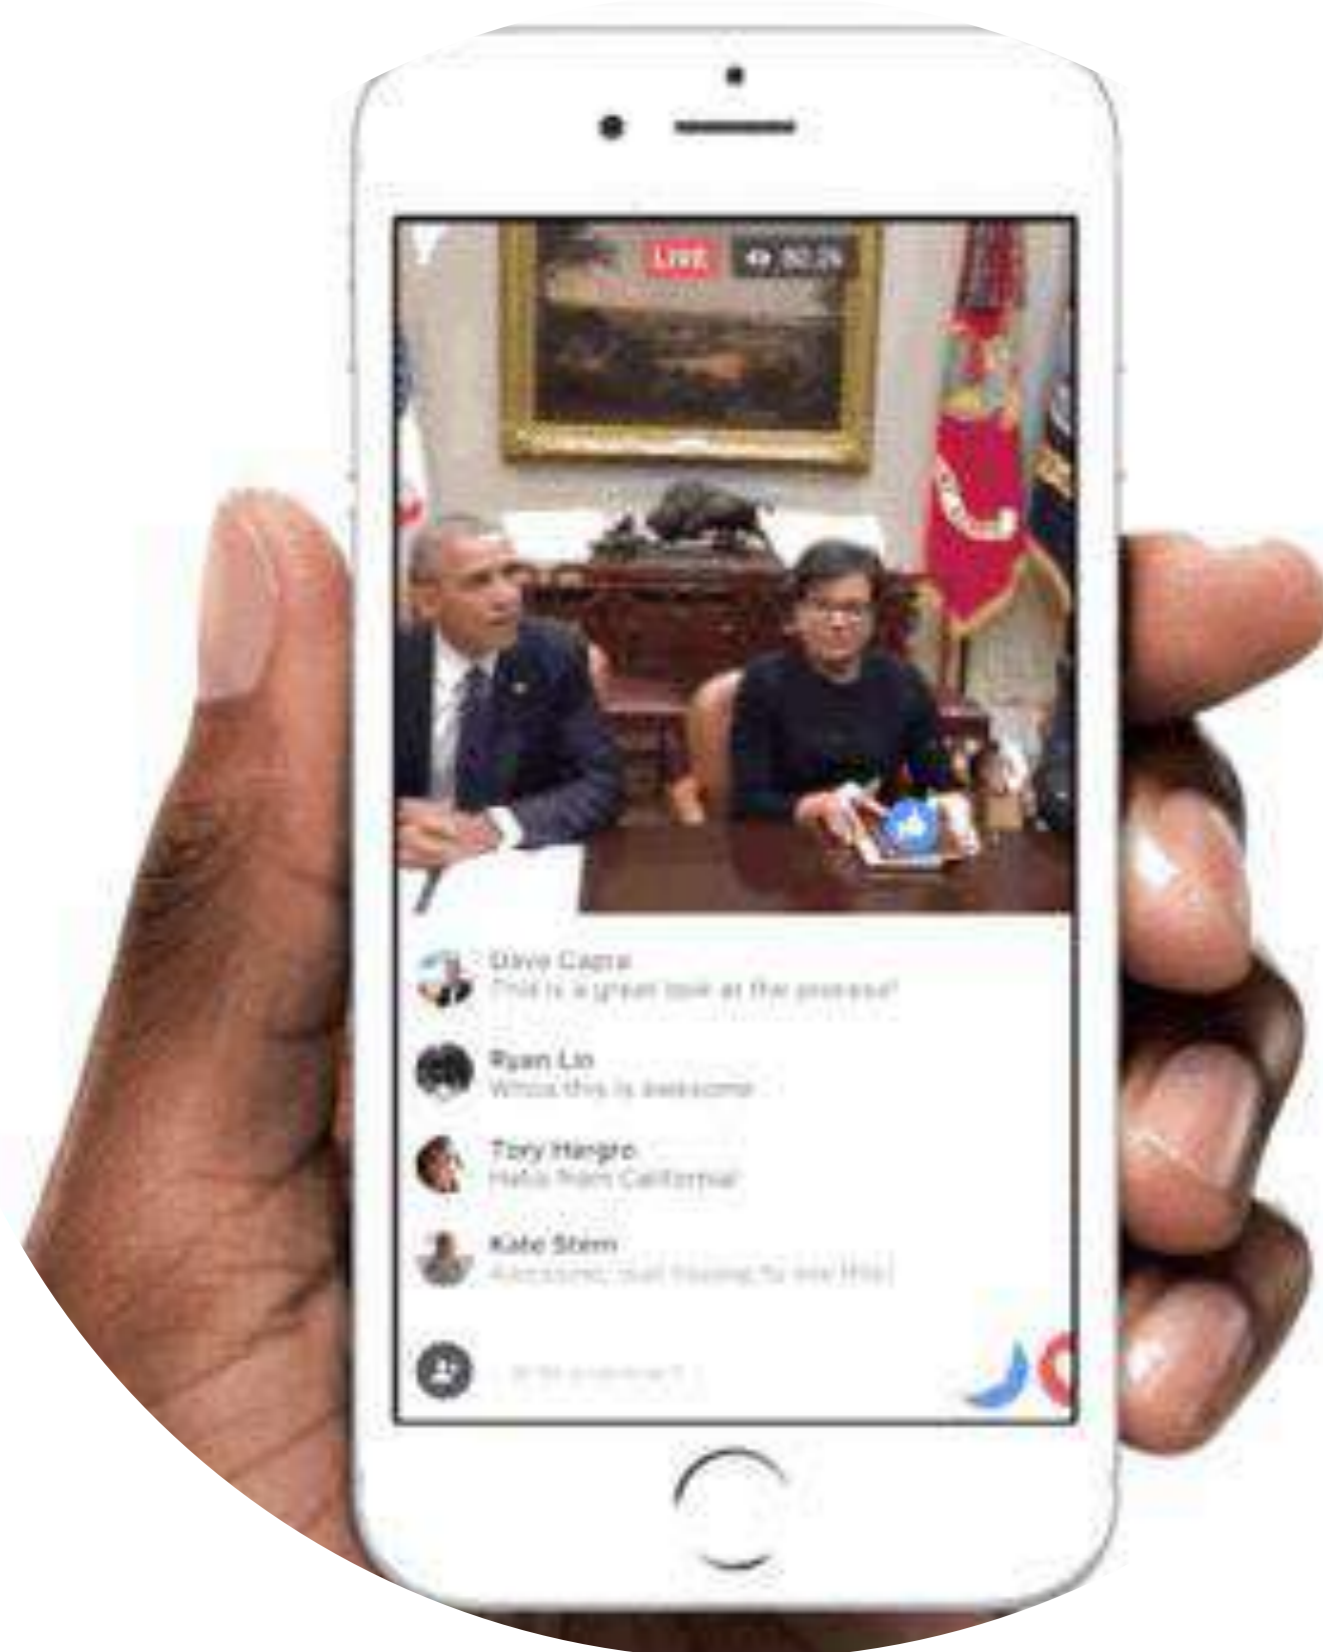 LIVE
Dave Capra
This is a great look at the process!
Ryan Lin
Whoa this is awesome
Tory Hargro
Hello from California!
Kate Stern
this!